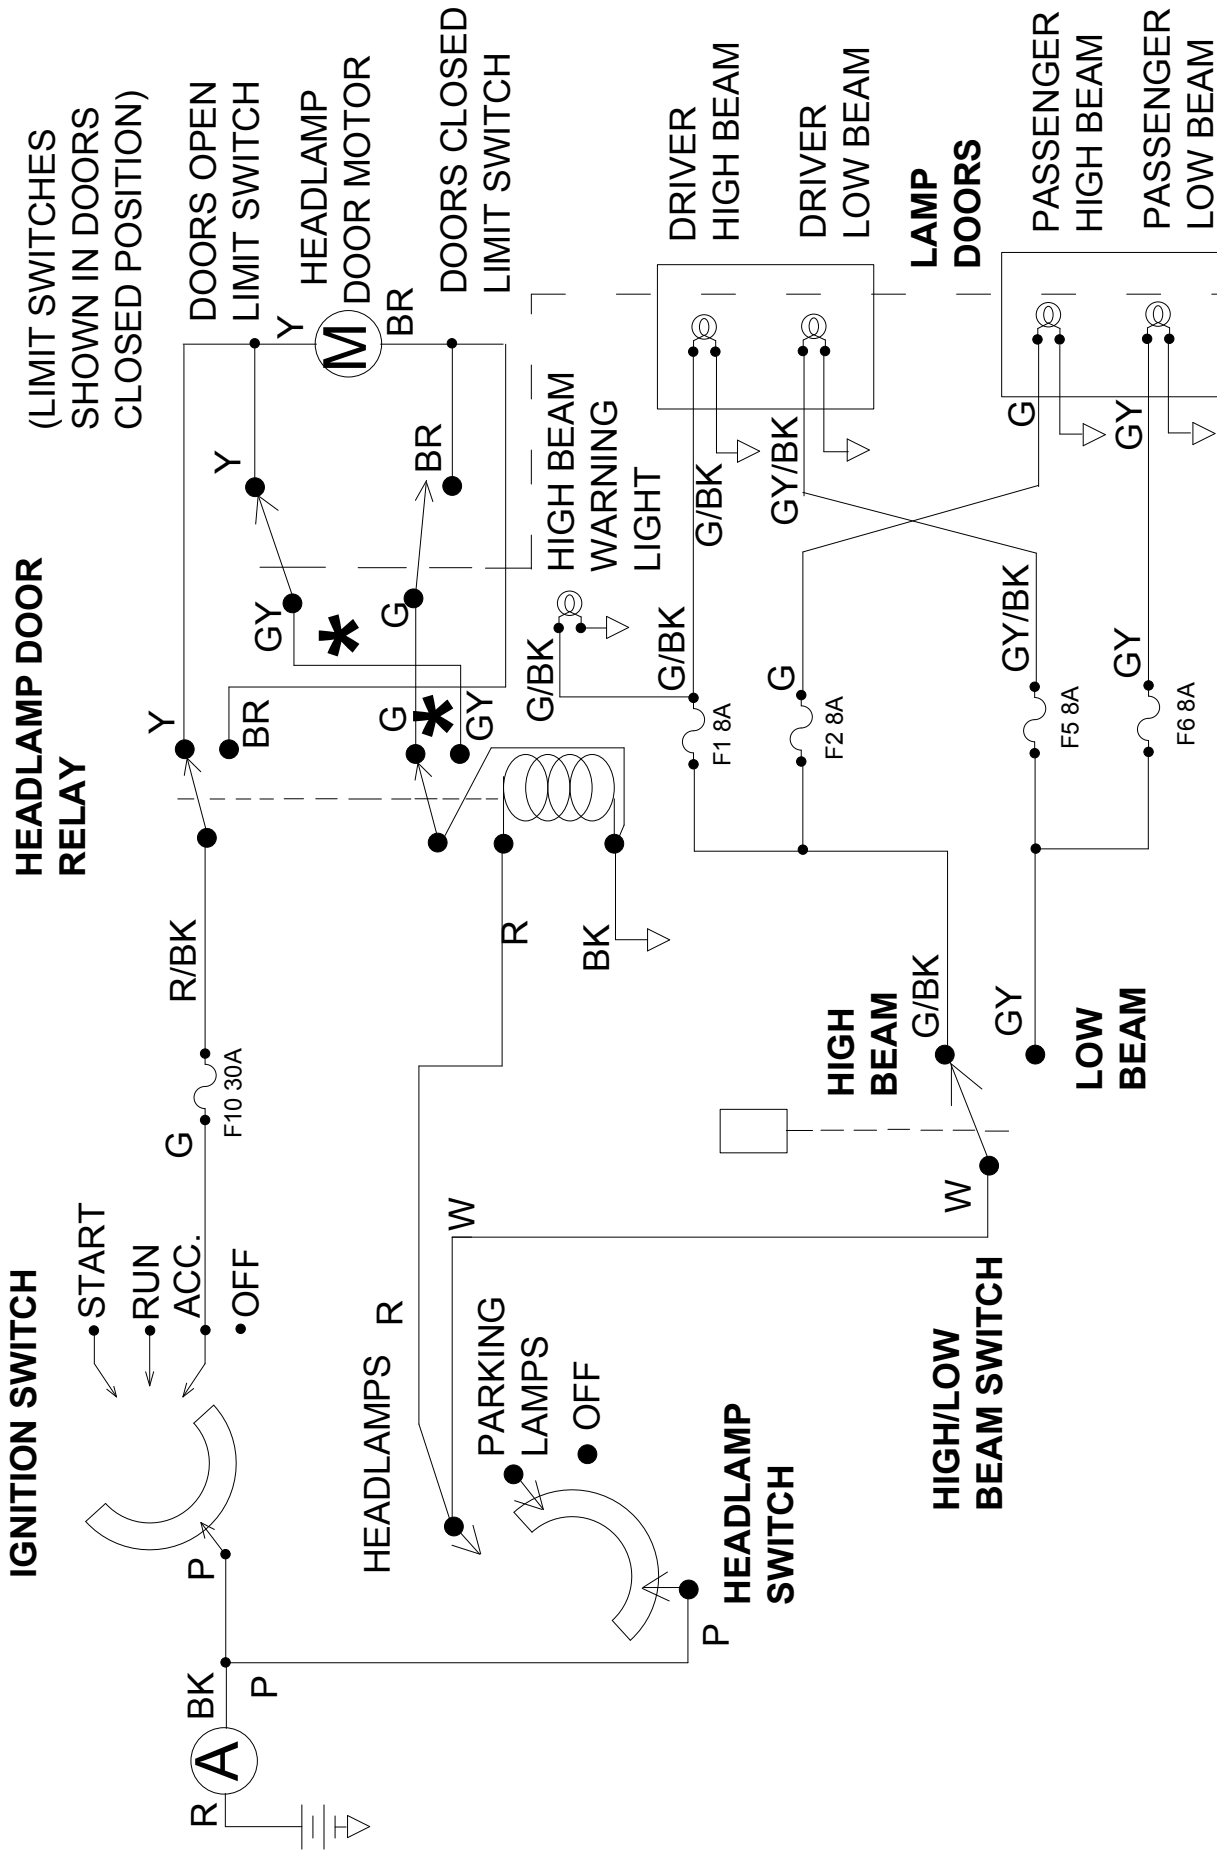 (LIMIT SWITCHES
SHOWN IN DOORS
CLOSED POSITION)
HEADLAMP DOOR
RELAY
IGNITION SWITCH
START
RUN
ACC.
OFF
DOORS OPEN
LIMIT SWITCH
HEADLAMP
DOOR MOTOR
DOORS CLOSED
LIMIT SWITCH
R
A
BK
P
P
G
F10 30A
R/BK
Y
BR
Y
GY
*
Y
M
BR
G
*
GY
G
BR
HEADLAMPS
R
W
PARKING
LAMPS
OFF
P
HEADLAMP
SWITCH
R
BK
HIGH BEAM
WARNING
LIGHT
G/BK
G/BK
F1 8A
G/BK
DRIVER
HIGH BEAM
G
F2 8A
GY/BK
DRIVER
LOW BEAM
LAMP
DOORS
HIGH/LOW
BEAM SWITCH
W
HIGH
BEAM
G/BK
GY
LOW
BEAM
GY/BK
F5 8A
G
PASSENGER
HIGH BEAM
GY
F6 8A
GY
PASSENGER
LOW BEAM